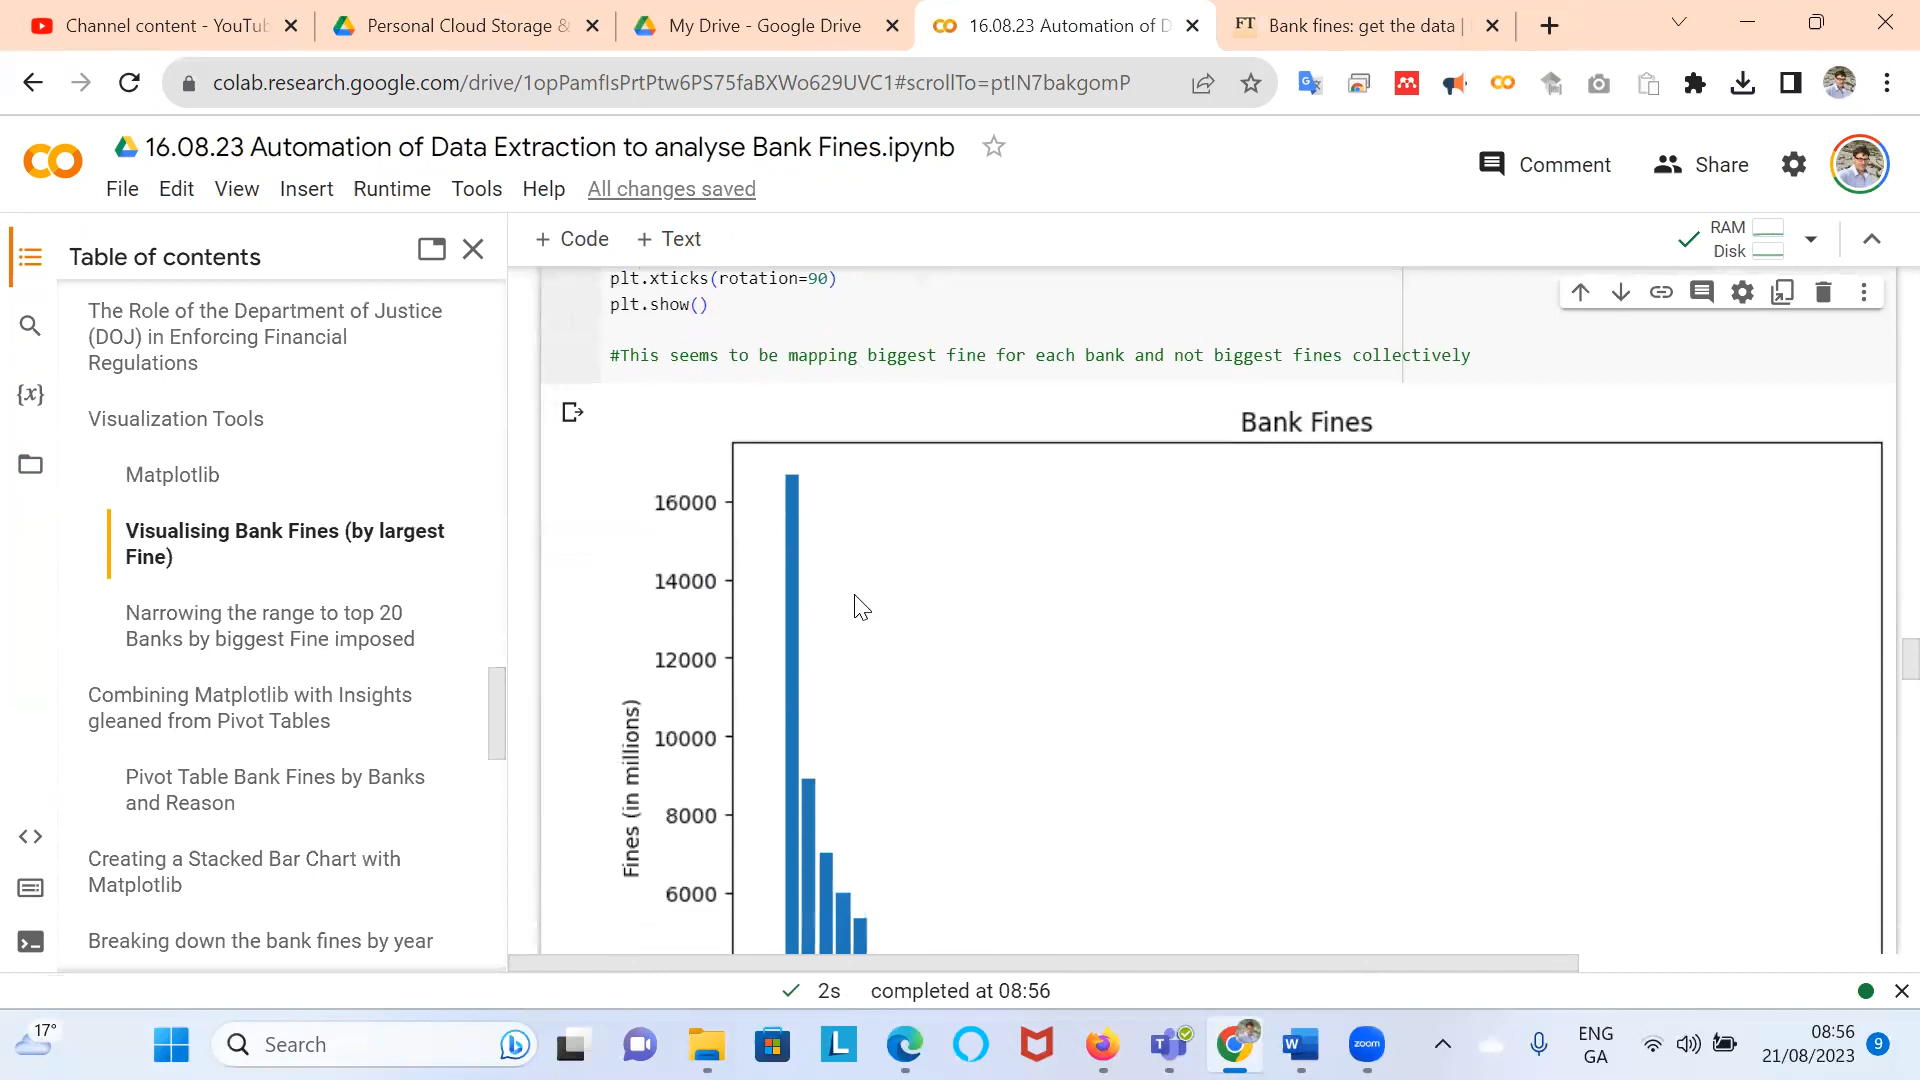 Channel content - YouTub
Personal Cloud Storage &
My Drive - Google Drive
16.08.23 Automation of D
FT
Bank fines: get the data |
colab.research.google.com/drive/1opPamfIsPrtPtw6PS75faBXWo629UVC1#scrollTo=ptIN7bakgomP
16.08.23 Automation of Data Extraction to analyse Bank Fines.ipynb
Comment
Share
File
Edit
View
Insert
Runtime
Tools
Help
All changes saved
Table of contents
+ Code
+ Text
RAM
Disk
The Role of the Department of Justice
(DOJ) in Enforcing Financial
Regulations
Visualization Tools
Matplotlib
Visualising Bank Fines (by largest
Fine)
Narrowing the range to top 20
Banks by biggest Fine imposed
Combining Matplotlib with Insights
gleaned from Pivot Tables
Pivot Table Bank Fines by Banks
and Reason
Creating a Stacked Bar Chart with
Matplotlib
Breaking down the bank fines by year
{x}
plt.xticks(rotation=90)
plt.show()
#This seems to be mapping biggest fine for each bank and not biggest fines collectively
Bank Fines
16000
14000
12000
10000
8000
6000
Fines (in millions)
2s
completed at 08:56
17°
Search
L
T
W
zoom
ENG
GA
08:56
21/08/2023
9